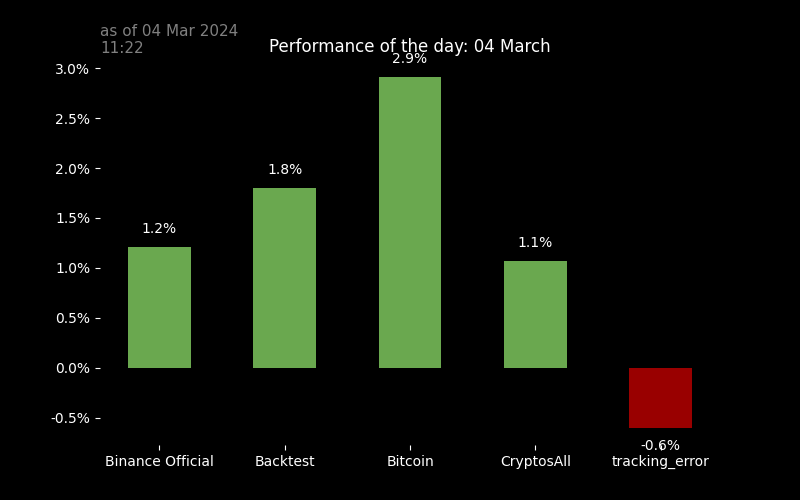 as of 04 Mar 2024
11:22
Performance of the day: 04 March
3.0%
2.5%
2.0%
1.5%
1.0%
0.5%
0.0%
-0.5%
1.2%
1.8%
2.9%
1.1%
-0.6%
Binance Official
Backtest
Bitcoin
CryptosAll
tracking_error